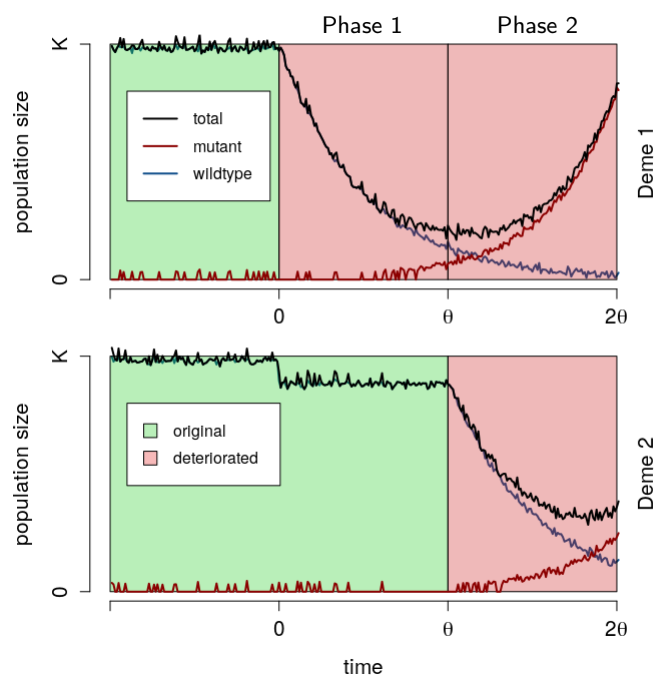 Phase 1 Phase 2
K
total
mutant
wildtype
population size
Deme 1
0
0 θ 2θ
K
original
deteriorated
population size
Deme 2
0
0 θ 2θ
time